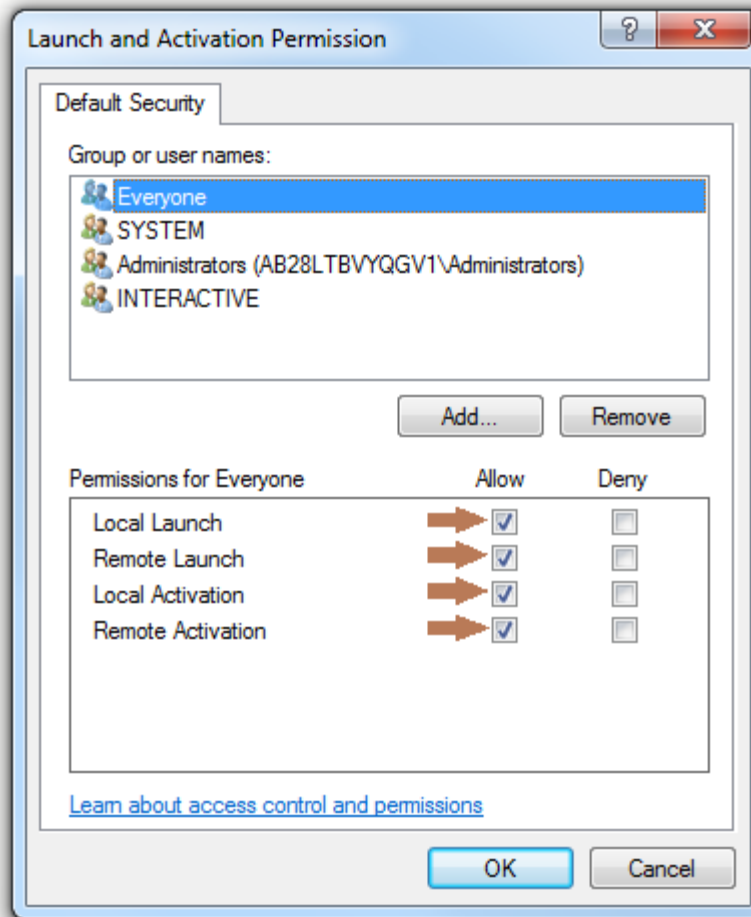 Launch and Activation Permission
Default Security
Group or user names:
Everyone
SYSTEM
Administrators (AB28LTBVYQGV1\Administrators)
INTERACTIVE
Add... Remove
Permissions for Everyone Allow Deny
Local Launch
Remote Launch
Local Activation
Remote Activation
Learn about access control and permissions
OK Cancel